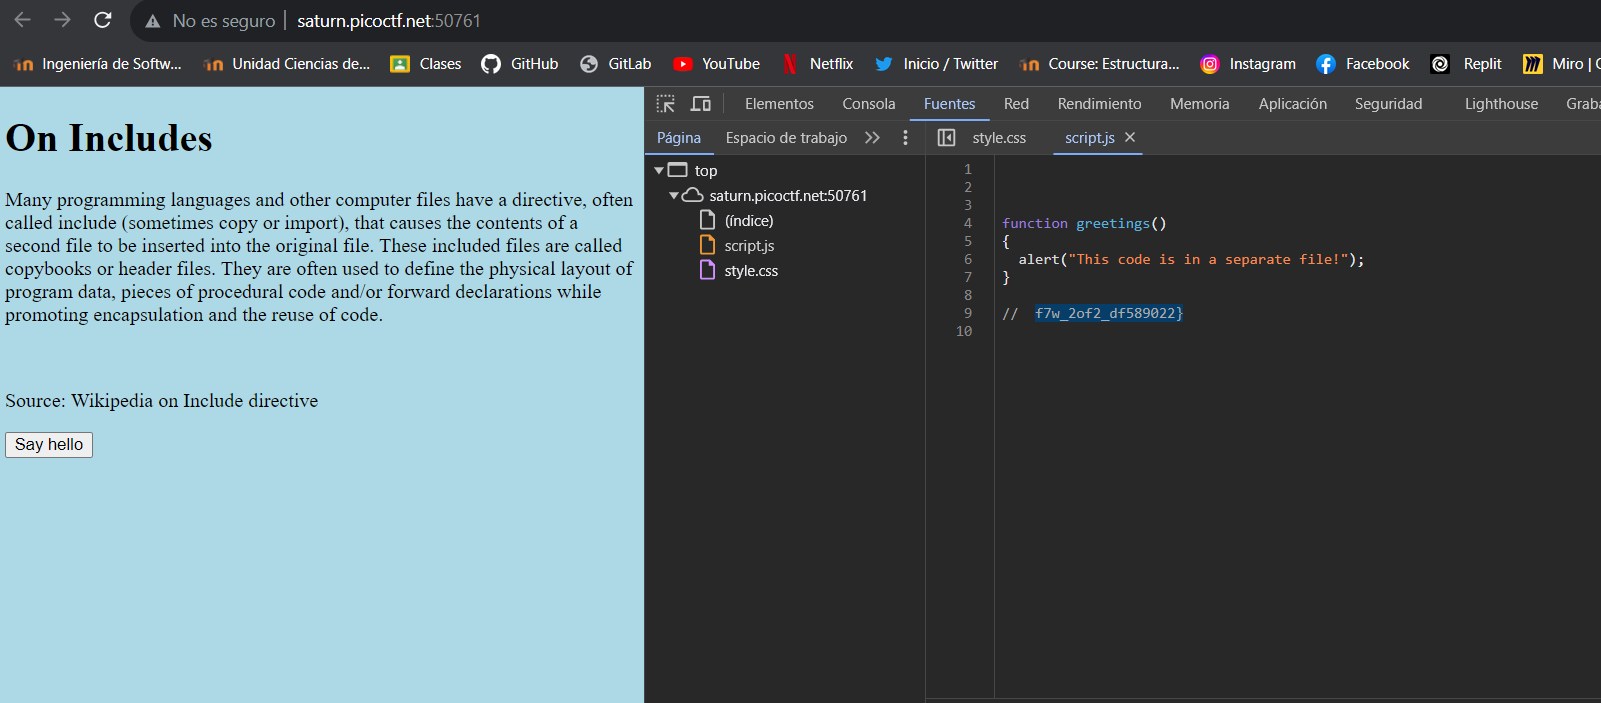 No es seguro saturn.picoctf.net:50761
Ingeniería de Softw... Unidad Ciencias de... Clases GitHub GitLab YouTube Netflix Inicio / Twitter Course: Estructura... Instagram Facebook Replit Miro |
Elementos Consola Fuentes Red Rendimiento Memoria Aplicación Seguridad Lighthouse Graba
Página Espacio de trabajo style.css script.js
On Includes
Many programming languages and other computer files have a directive, often
called include (sometimes copy or import), that causes the contents of a
second file to be inserted into the original file. These included files are called
copybooks or header files. They are often used to define the physical layout of
program data, pieces of procedural code and/or forward declarations while
promoting encapsulation and the reuse of code.
Source: Wikipedia on Include directive
Say hello
top
saturn.picoctf.net:50761
(índice)
script.js
style.css
1
2
3
4 function greetings()
5 {
6 alert("This code is in a separate file!");
7 }
8
9 // f7w_2of2_df589022}
10